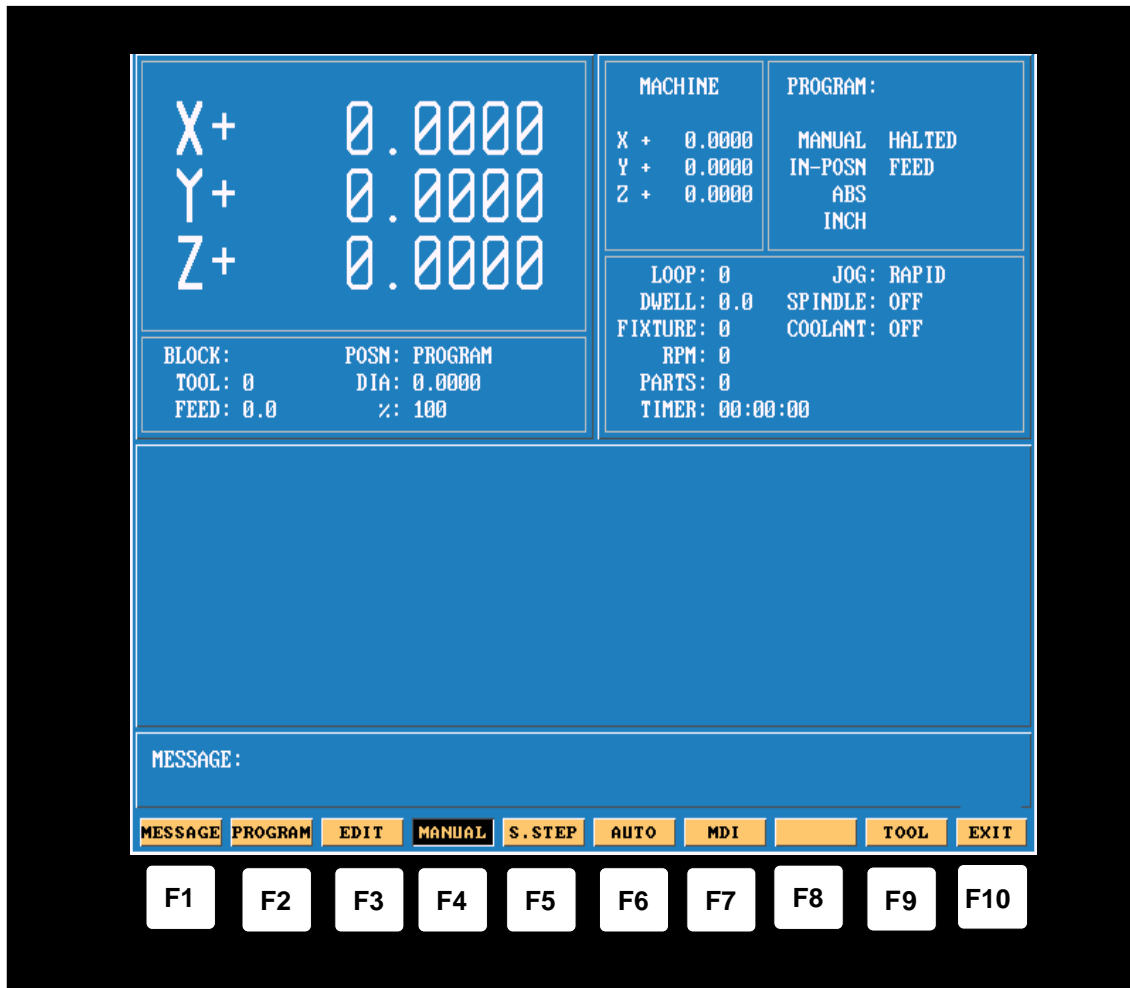 X+ 0.0000
Y+ 0.0000
Z+ 0.0000
BLOCK: POSN: PROGRAM
TOOL: 0 DIA: 0.0000
FEED: 0.0 %: 100
MACHINE
X + 0.0000
Y + 0.0000
Z + 0.0000
PROGRAM:
MANUAL HALTED
IN-POSN FEED
ABS
INCH
LOOP: 0 JOG: RAPID
DWELL: 0.0 SPINDLE: OFF
FIXTURE: 0 COOLANT: OFF
RPM: 0
PARTS: 0
TIMER: 00:00:00
MESSAGE:
MESSAGE PROGRAM EDIT MANUAL S.STEP AUTO MDI TOOL EXIT
F1 F2 F3 F4 F5 F6 F7 F8 F9 F10